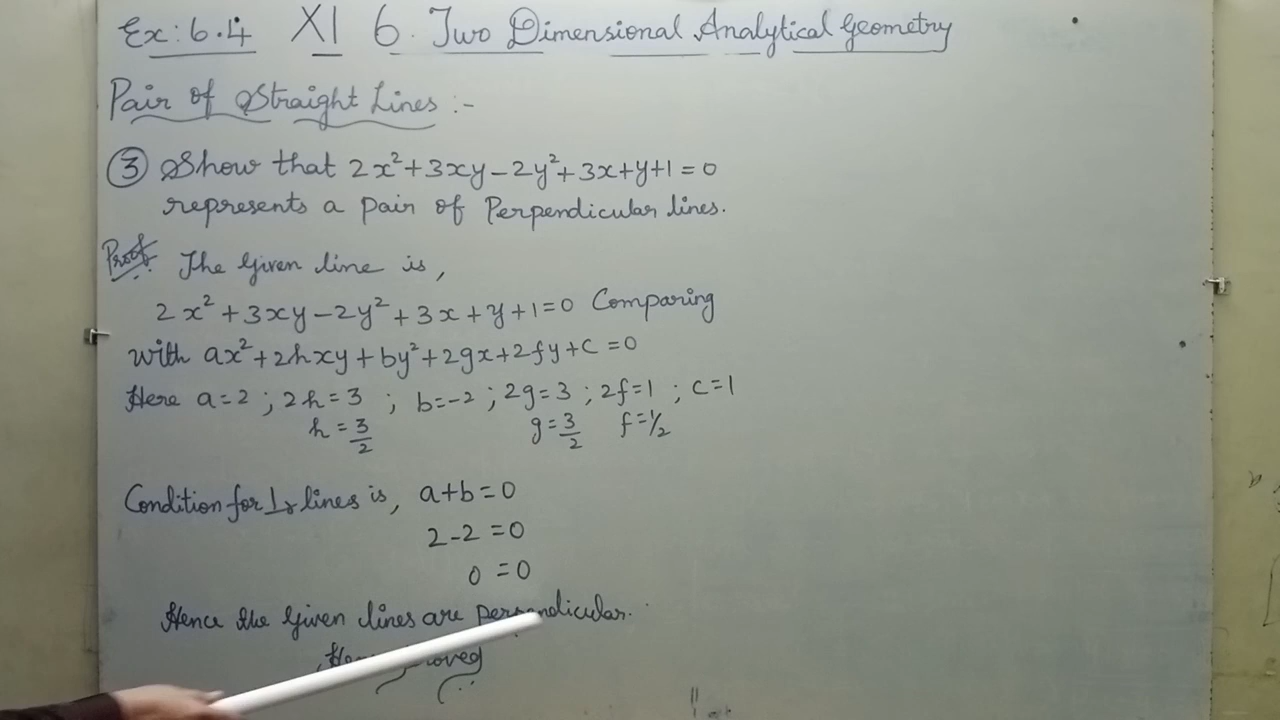 Ex: 6.4 XI 6. Two Dimensional Analytical Geometry
Pair of Straight Lines :-
③ Show that 2x²+3xy-2y²+3x+y+1=0
represents a pair of Perpendicular lines.
Proof: The Given line is,
2x²+3xy-2y²+3x+y+1=0 Comparing
with ax²+2hxy+by²+2gx+2fy+c=0
Here a=2 ; 2h=3 ; b=-2 ; 2g=3 ; 2f=1 ; c=1
h=3/2 g=3/2 f=1/2
Condition for ⊥r lines is, a+b=0
2-2=0
0=0
Hence the Given lines are perpendicular.